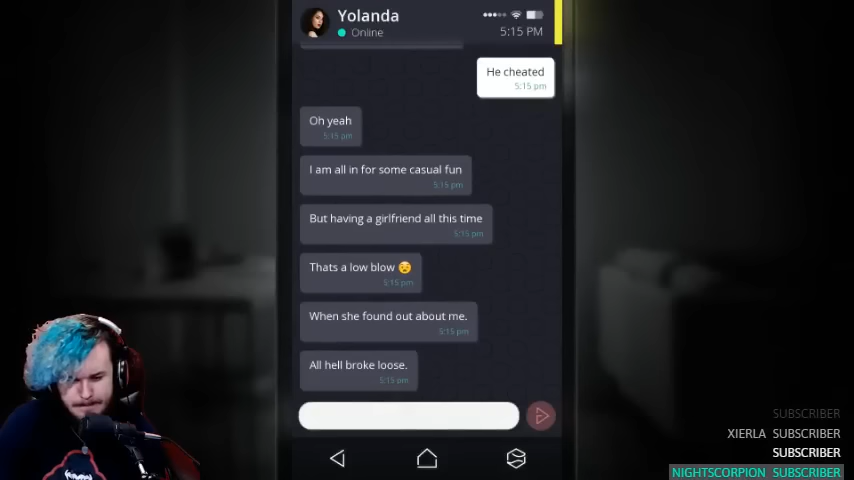 Yolanda
Online
5:15 PM
He cheated
5:15 pm
Oh yeah
5:15 pm
I am all in for some casual fun
5:15 pm
But having a girlfriend all this time
5:15 pm
Thats a low blow 😒
5:15 pm
When she found out about me.
5:15 pm
All hell broke loose.
5:15 pm
SUBSCRIBER
XIERLA SUBSCRIBER
SUBSCRIBER
NIGHTSCORPION SUBSCRIBER